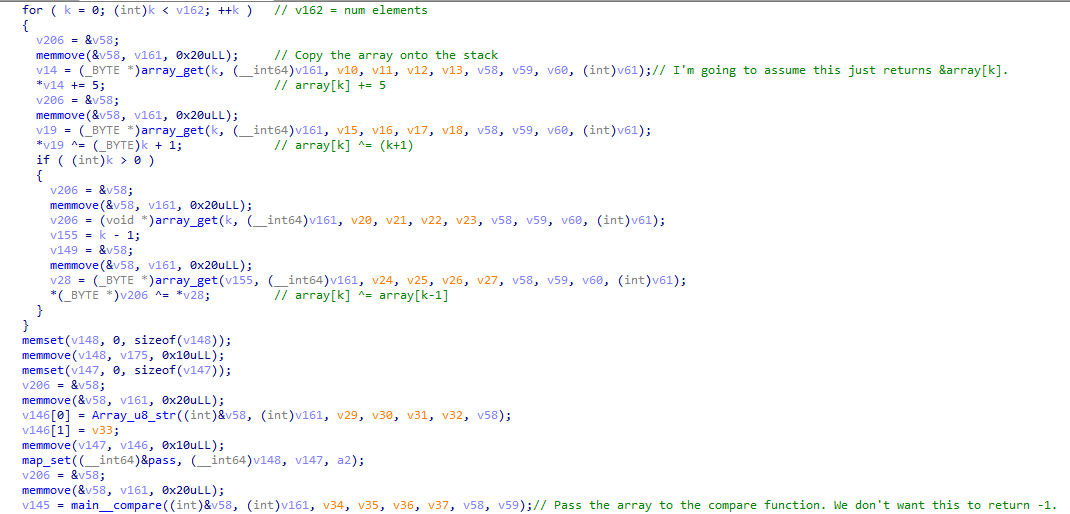 for ( k = 0; (int)k < v162; ++k )   // v162 = num elements
{
  v206 = &v58;
  memmove(&v58, v161, 0x20uLL);     // Copy the array onto the stack
  v14 = (_BYTE *)array_get(k, (__int64)v161, v10, v11, v12, v13, v58, v59, v60, (int)v61);// I'm going to assume this just returns &array[k].
  *v14 += 5;                        // array[k] += 5
  v206 = &v58;
  memmove(&v58, v161, 0x20uLL);
  v19 = (_BYTE *)array_get(k, (__int64)v161, v15, v16, v17, v18, v58, v59, v60, (int)v61);
  *v19 ^= (_BYTE)k + 1;             // array[k] ^= (k+1)
  if ( (int)k > 0 )
  {
    v206 = &v58;
    memmove(&v58, v161, 0x20uLL);
    v206 = (void *)array_get(k, (__int64)v161, v20, v21, v22, v23, v58, v59, v60, (int)v61);
    v155 = k - 1;
    v149 = &v58;
    memmove(&v58, v161, 0x20uLL);
    v28 = (_BYTE *)array_get(v155, (__int64)v161, v24, v25, v26, v27, v58, v59, v60, (int)v61);
    *(_BYTE *)v206 ^= *v28;         // array[k] ^= array[k-1]
  }
}
memset(v148, 0, sizeof(v148));
memmove(v148, v175, 0x10uLL);
memset(v147, 0, sizeof(v147));
v206 = &v58;
memmove(&v58, v161, 0x20uLL);
v146[0] = Array_u8_str((int)&v58, (int)v161, v29, v30, v31, v32, v58);
v146[1] = v33;
memmove(v147, v146, 0x10uLL);
map_set((__int64)&pass, (__int64)v148, v147, a2);
v206 = &v58;
memmove(&v58, v161, 0x20uLL);
v145 = main__compare((int)&v58, (int)v161, v34, v35, v36, v37, v58, v59);// Pass the array to the compare function. We don't want this to return -1.